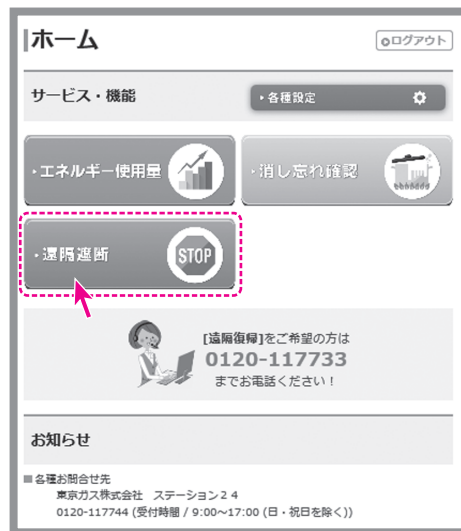 ホーム
ログアウト
サービス・機能
各種設定
・エネルギー使用量
・消し忘れ確認
・遠隔遮断
STOP
[遠隔復帰]をご希望の方は
0120-117733
までお電話ください!
お知らせ
■各種お問合せ先
東京ガス株式会社 ステーション24
0120-117744 (受付時間 / 9:00~17:00 (日・祝日を除く))